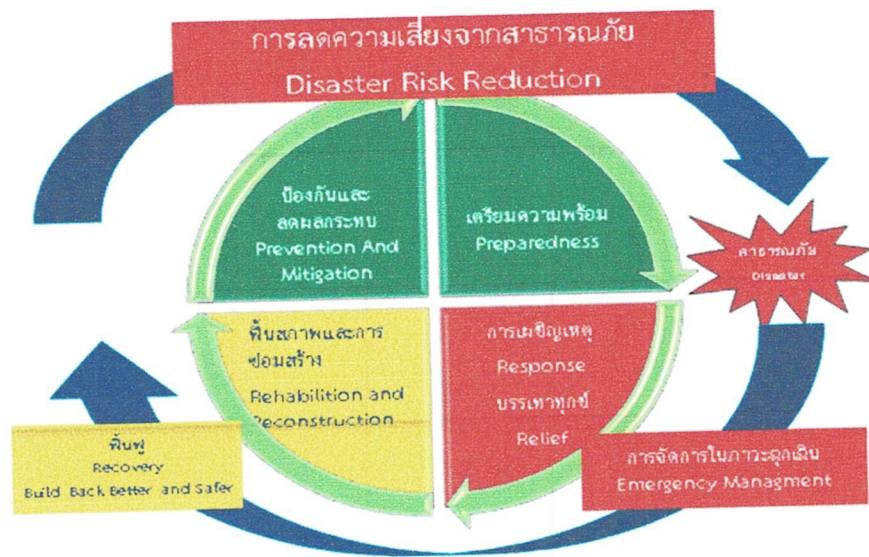 การลดความเสี่ยงจากสาธารณภัย
Disaster Risk Reduction
ป้องกันและ
ลดผลกระทบ
Prevention And
Mitigation
เตรียมความพร้อม
Preparedness
สาธารณภัย
Disaster
ฟื้นสภาพและการ
ซ่อมสร้าง
Rehabilition and
Reconstruction
การเผชิญเหตุ
Response
บรรเทาทุกข์
Relief
ฟื้นฟู
Recovery
Build Back Better and Safer
การจัดการในภาวะฉุกเฉิน
Emergency Managment